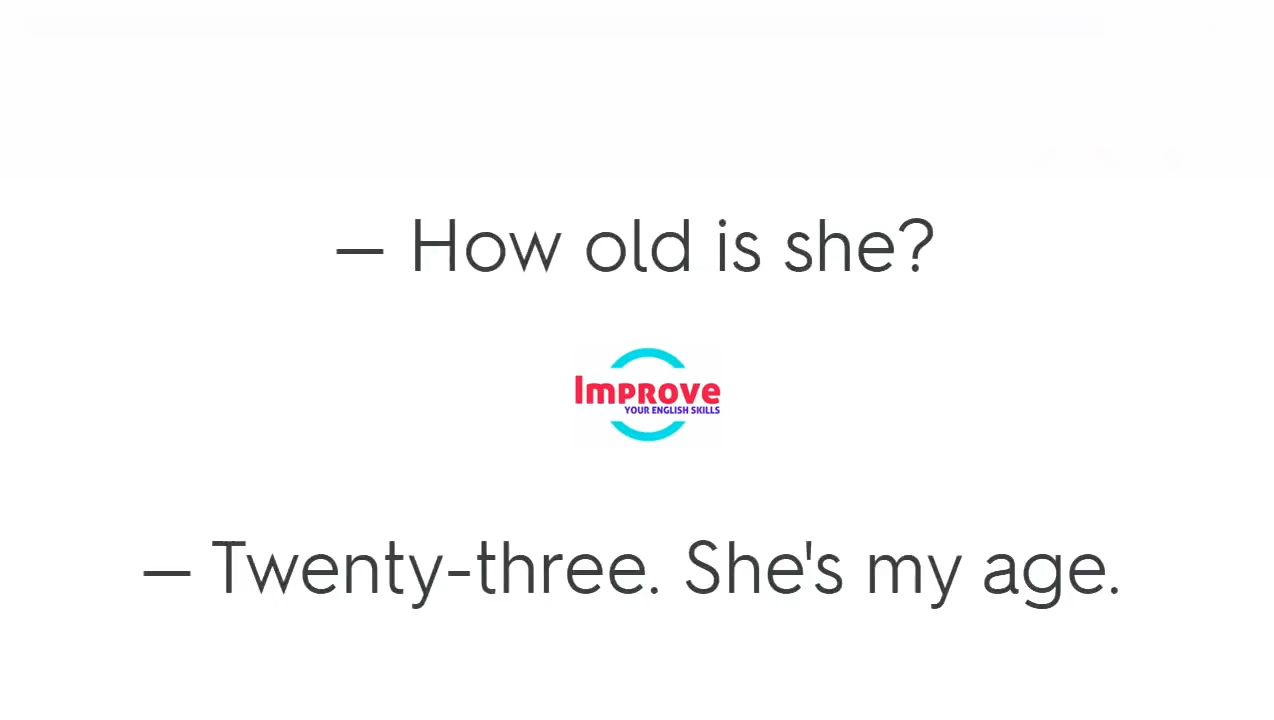 — How old is she?
Improve
YOUR ENGLISH SKILLS
— Twenty-three. She's my age.